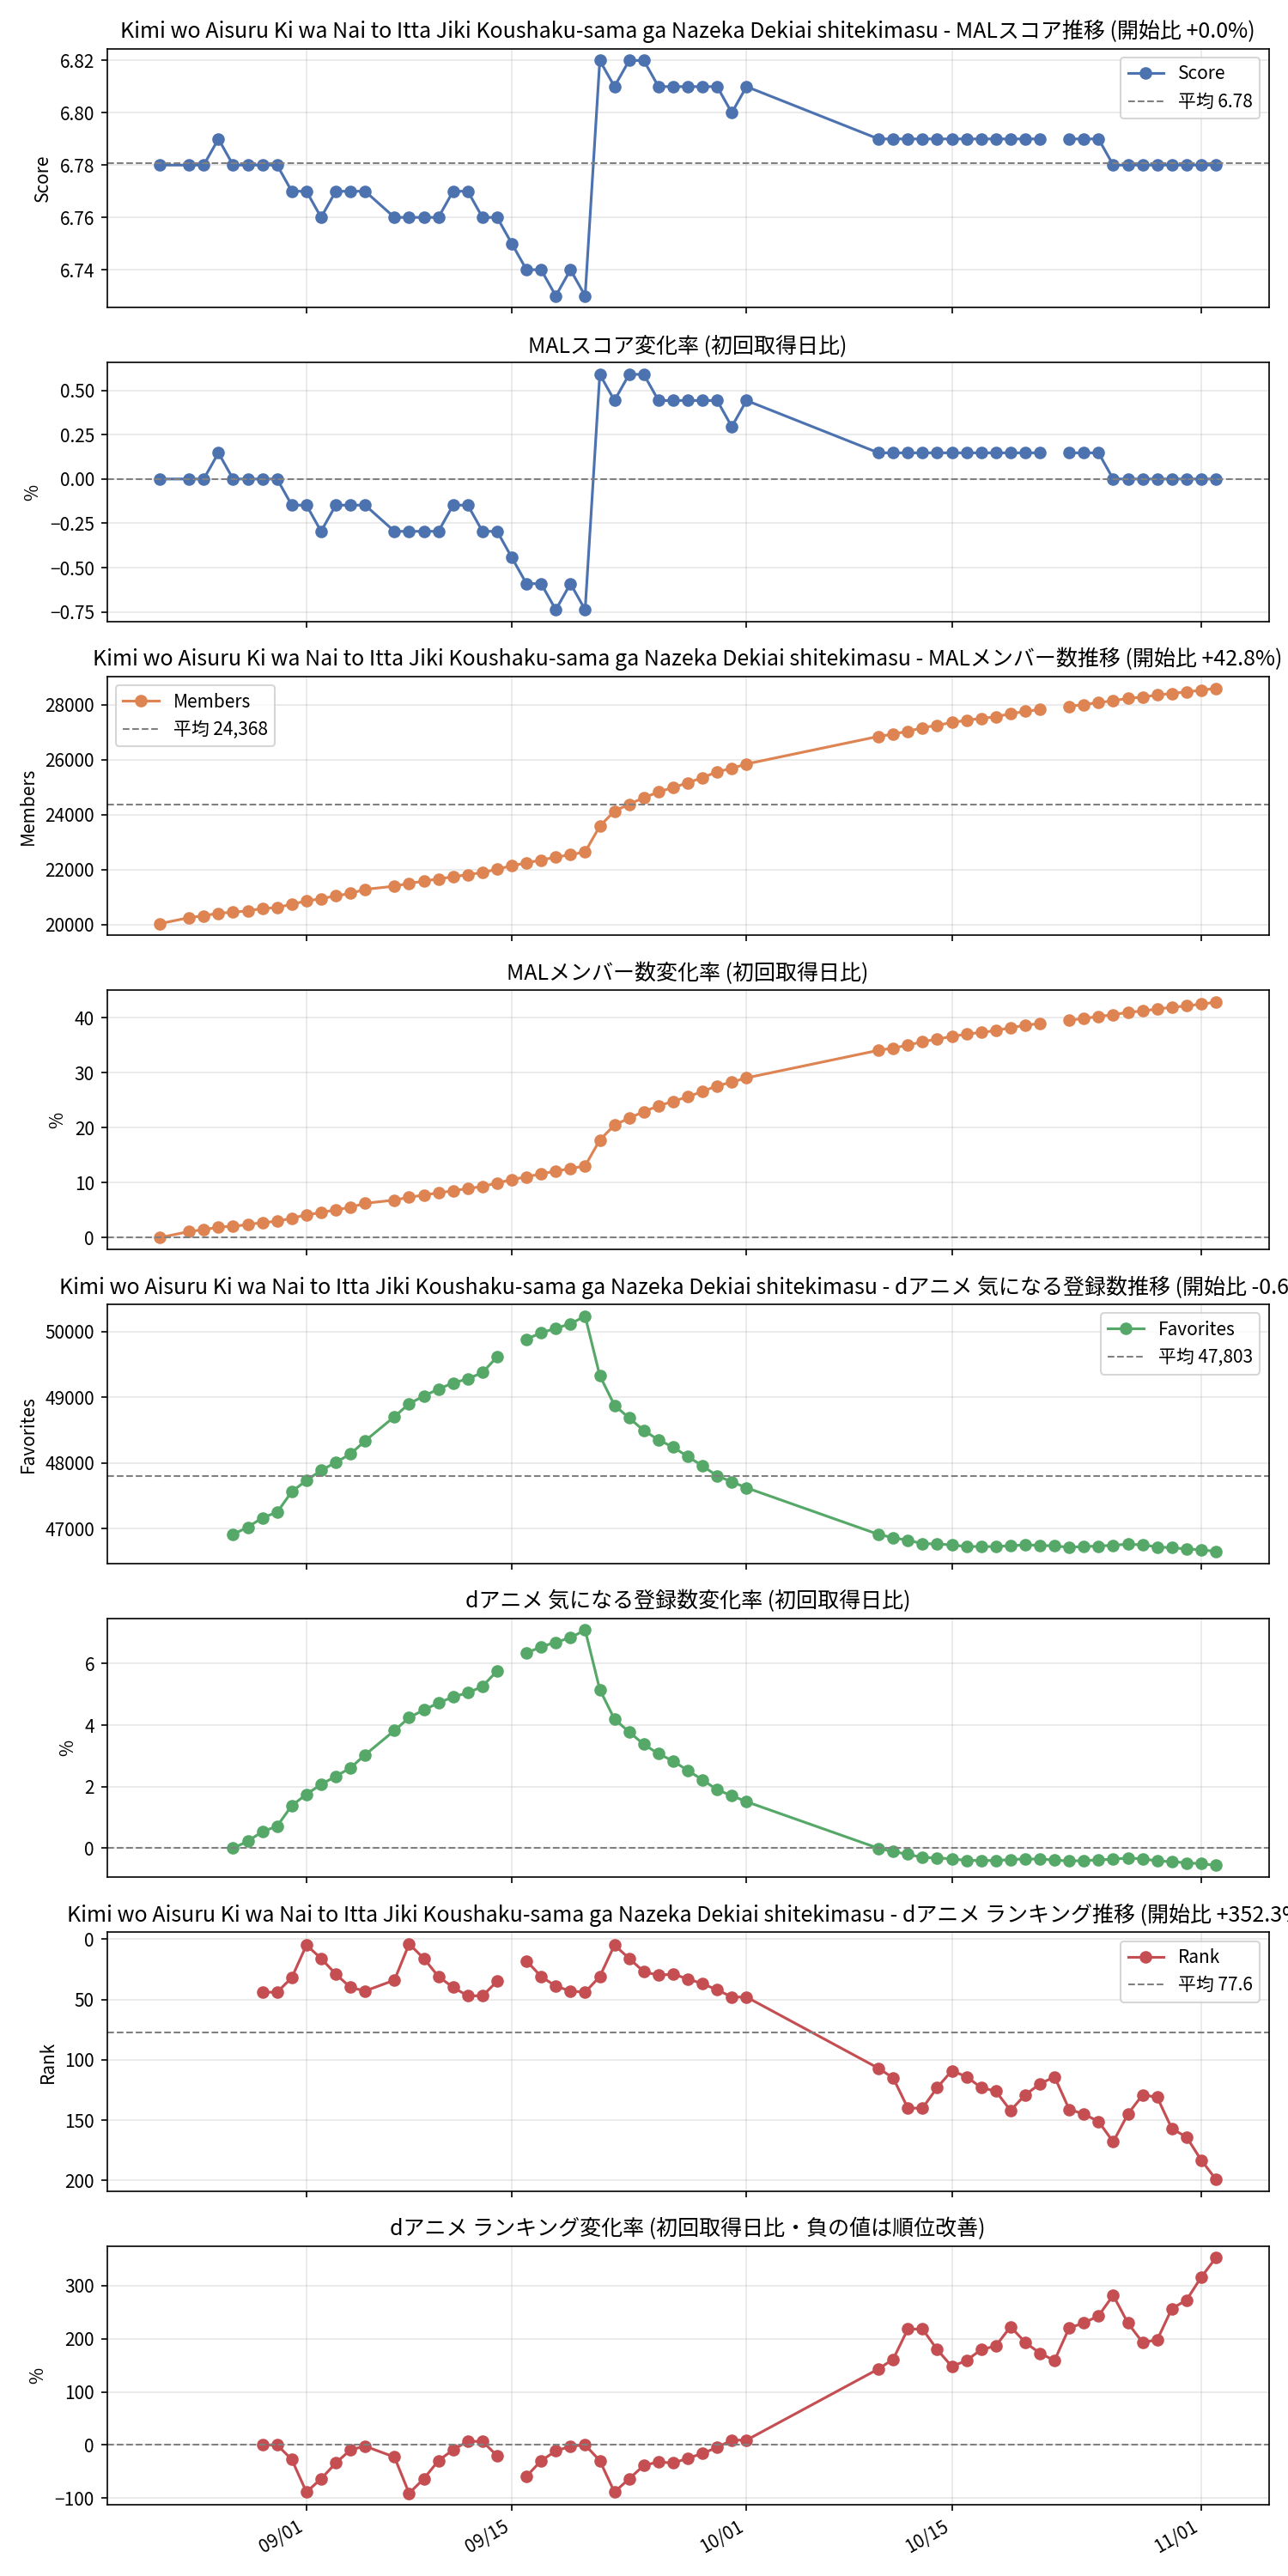 Kimi wo Aisuru Ki wa Nai to Itta Jiki Koushaku-sama ga Nazeka Dekiai shitekimasu - MALスコア推移 (開始比 +0.0%)
6.82
6.80
6.78
6.76
6.74
Score
Score
平均 6.78
MALスコア変化率 (初回取得日比)
0.50
0.25
0.00
−0.25
−0.50
−0.75
%
Kimi wo Aisuru Ki wa Nai to Itta Jiki Koushaku-sama ga Nazeka Dekiai shitekimasu - MALメンバー数推移 (開始比 +42.8%)
28000
26000
24000
22000
20000
Members
Members
平均 24,368
MALメンバー数変化率 (初回取得日比)
40
30
20
10
0
%
Kimi wo Aisuru Ki wa Nai to Itta Jiki Koushaku-sama ga Nazeka Dekiai shitekimasu - dアニメ 気になる登録数推移 (開始比 -0.6
50000
49000
48000
47000
Favorites
Favorites
平均 47,803
dアニメ 気になる登録数変化率 (初回取得日比)
6
4
2
0
%
Kimi wo Aisuru Ki wa Nai to Itta Jiki Koushaku-sama ga Nazeka Dekiai shitekimasu - dアニメ ランキング推移 (開始比 +352.3%
0
50
100
150
200
Rank
Rank
平均 77.6
dアニメ ランキング変化率 (初回取得日比・負の値は順位改善)
300
200
100
0
−100
%
09/01
09/15
10/01
10/15
11/01